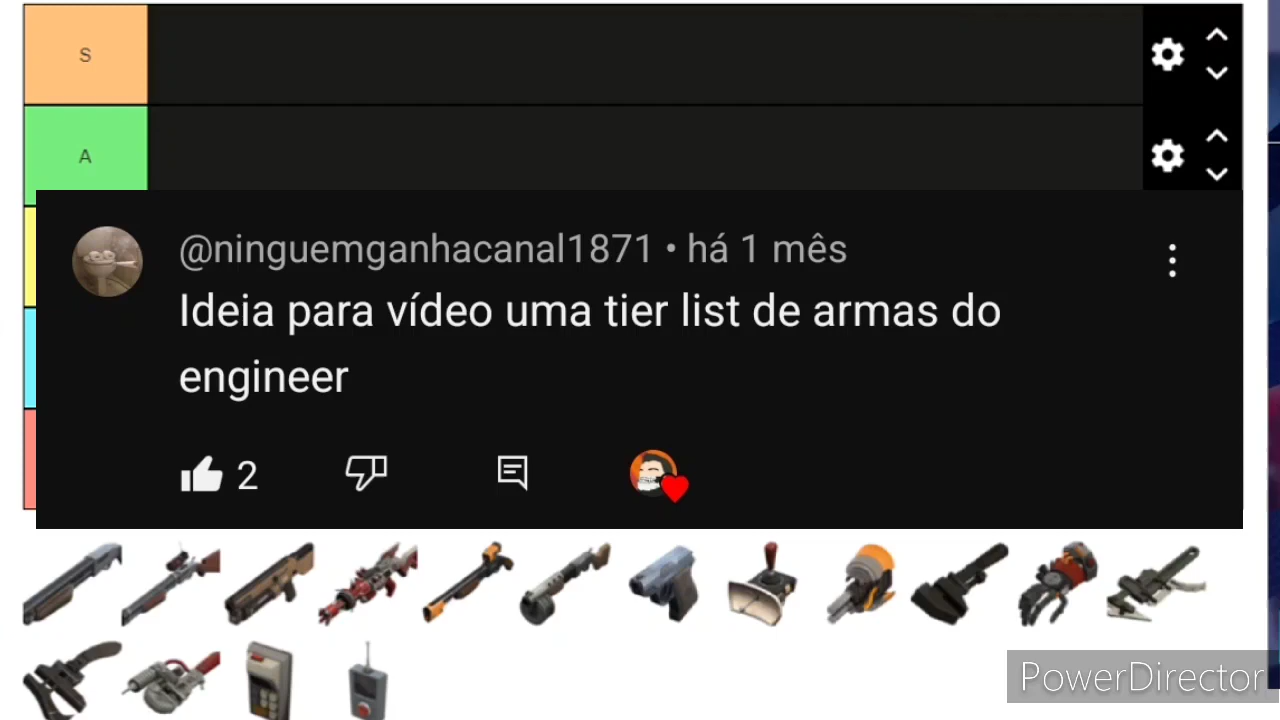 S
A
@ninguemganhacanal1871 • há 1 mês
Ideia para vídeo uma tier list de armas do
engineer
2
PowerDirector